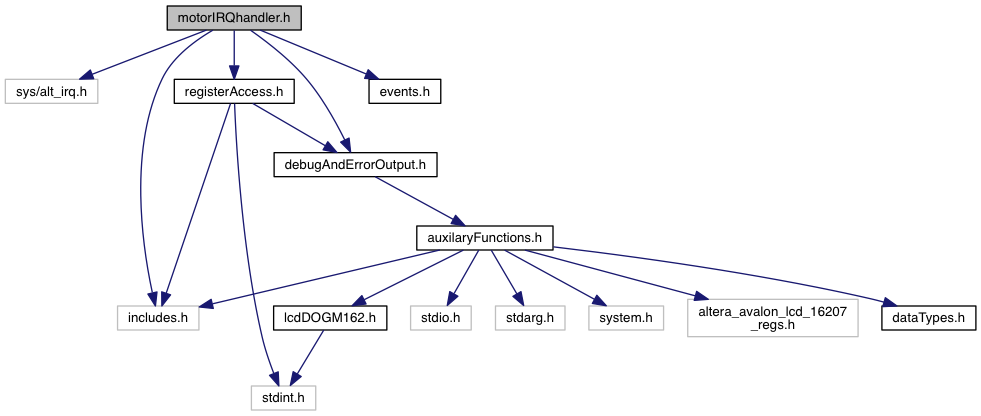 motorIRQhandler.h
sys/alt_irq.h
registerAccess.h
events.h
debugAndErrorOutput.h
auxilaryFunctions.h
includes.h
lcdDOGM162.h
stdio.h
stdarg.h
system.h
altera_avalon_lcd_16207
_regs.h
dataTypes.h
stdint.h